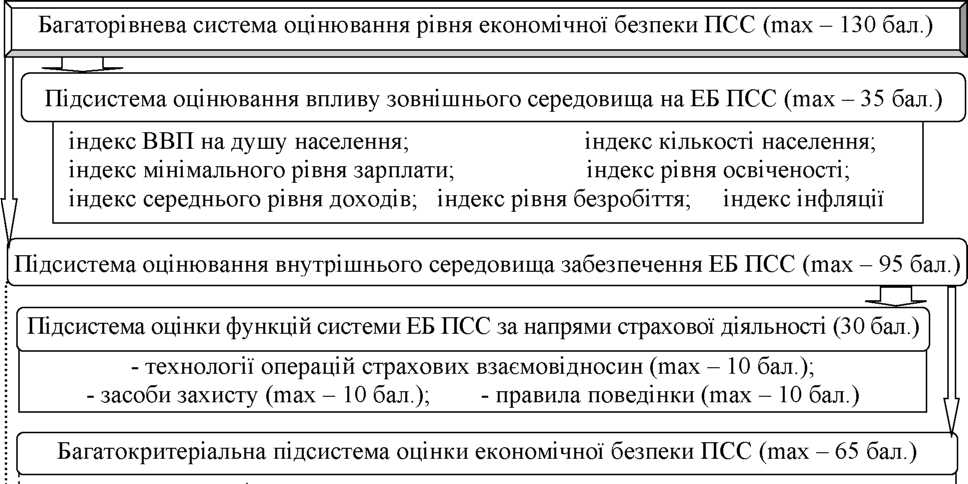 Багаторівнева система оцінювання рівня економічної безпеки ПСС (max – 130 бал.)
Підсистема оцінювання впливу зовнішнього середовища на ЕБ ПСС (max – 35 бал.)
індекс ВВП на душу населення; індекс кількості населення;
індекс мінімального рівня зарплати; індекс рівня освіченості;
індекс середнього рівня доходів; індекс рівня безробіття; індекс інфляції
Підсистема оцінювання внутрішнього середовища забезпечення ЕБ ПСС (max – 95 бал.)
Підсистема оцінки функцій системи ЕБ ПСС за напрями страхової діяльності (30 бал.)
- технології операцій страхових взаємовідносин (max – 10 бал.);
- засоби захисту (max – 10 бал.); - правила поведінки (max – 10 бал.)
Багатокритеріальна підсистема оцінки економічної безпеки ПСС (max – 65 бал.)